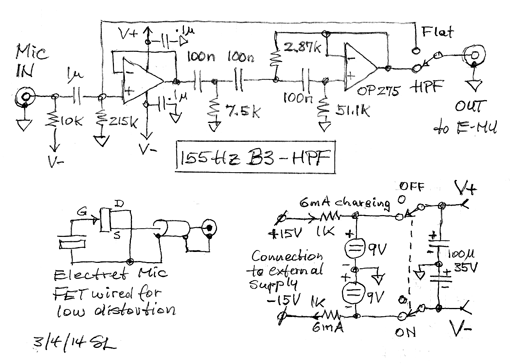 Mic
IN
1µ
10K
V-
215K
V+
.1µ
.1µ
V-
100n
100n
7.5K
2.87K
100n
51.1K
OP275
Flat
HPF
OUT
to E-MU
155Hz B3-HPF
G
D
S
Electret Mic
FET wired for
low distortion
3/4/14 SL
6mA charging
+15V
1K
Connection
to external
supply
-15V
1K
6mA
9V
9V
OFF
ON
V+
100µ
35V
V-